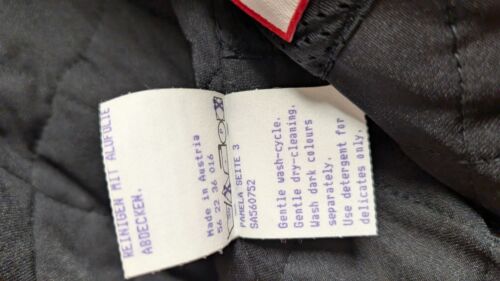 REINIGEN MIT ALUFOLIE
ABDECKEN.
Made in Austria
56 22 36 016
PAMELA SEITE 3
SA560752
Gentle wash-cycle.
Gentle dry-cleaning.
Wash dark colours
separately.
Use detergent for
delicates only.